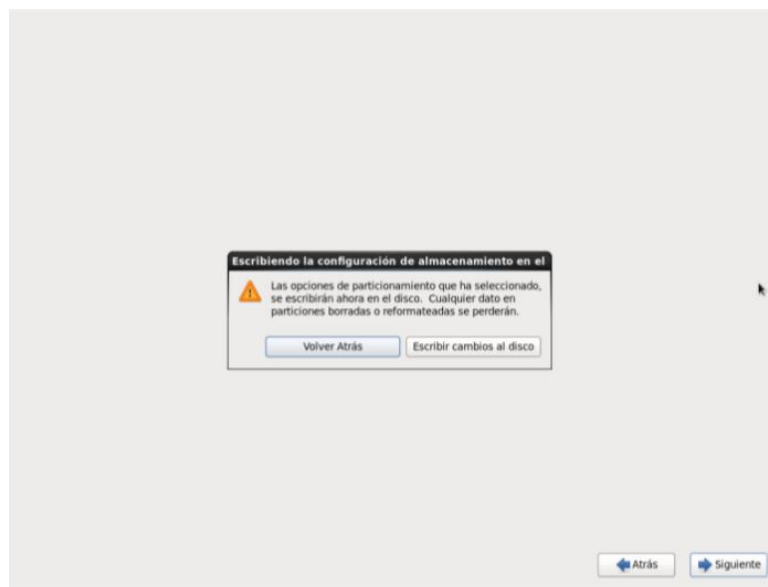 Escribiendo la configuración de almacenamiento en el
Las opciones de particionamiento que ha seleccionado,
se escribirán ahora en el disco. Cualquier dato en
particiones borradas o reformateadas se perderán.
Volver Atrás Escribir cambios al disco
Atrás Siguiente